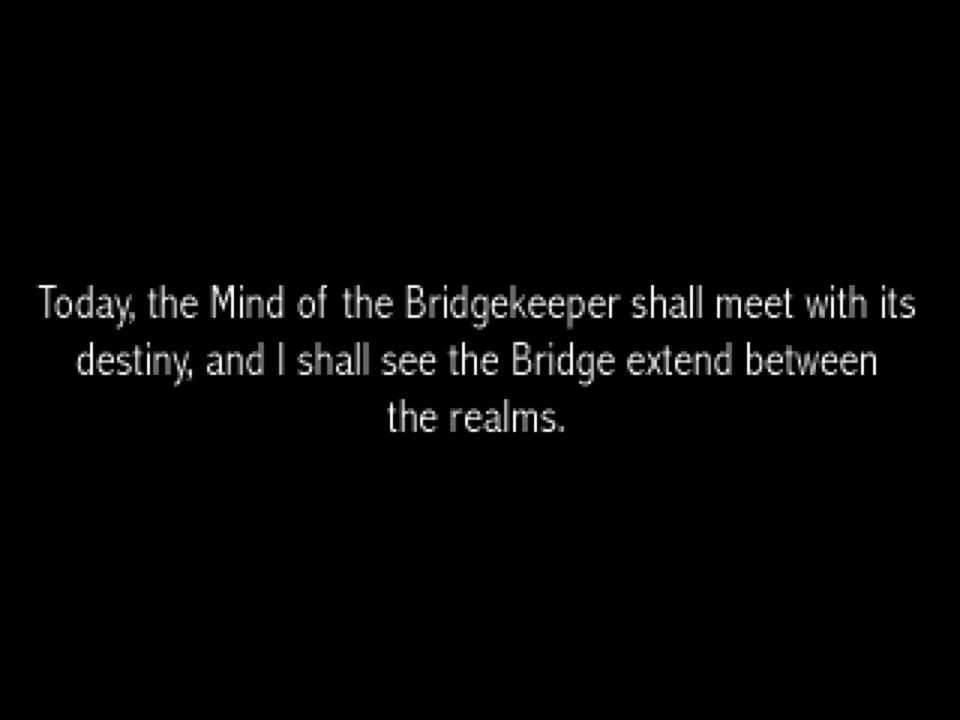 Today, the Mind of the Bridgekeeper shall meet with its
destiny, and I shall see the Bridge extend between
the realms.